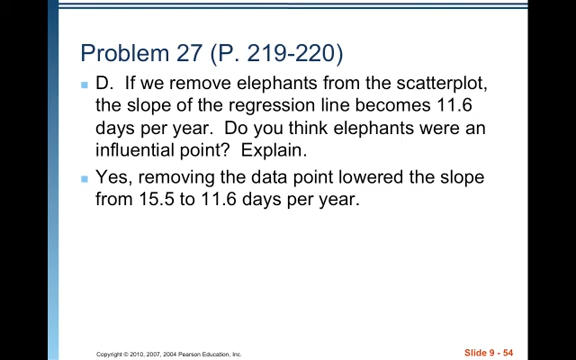 Problem 27 (P. 219-220)
D. If we remove elephants from the scatterplot,
the slope of the regression line becomes 11.6
days per year. Do you think elephants were an
influential point? Explain.
Yes, removing the data point lowered the slope
from 15.5 to 11.6 days per year.
Copyright © 2010, 2007, 2004 Pearson Education, Inc.
Slide 9 - 54